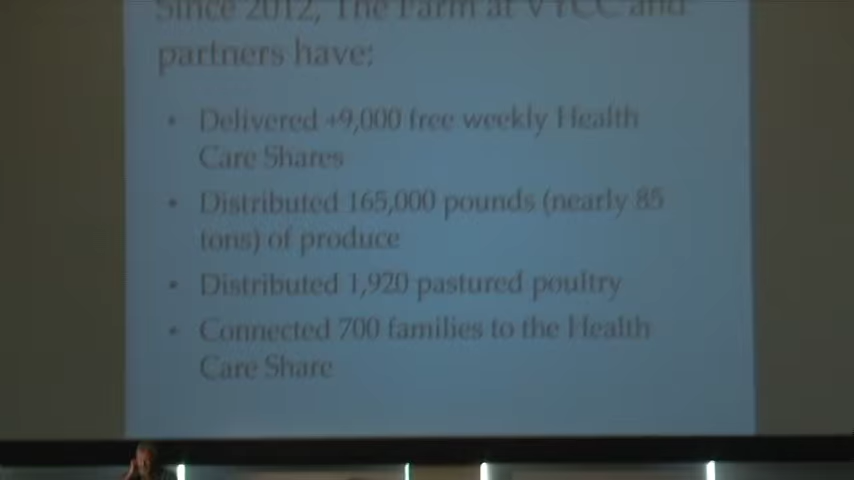 Since 2012, The Farm at VYCC and
partners have:
• Delivered +9,000 free weekly Health
Care Shares
• Distributed 165,000 pounds (nearly 85
tons) of produce
• Distributed 1,920 pastured poultry
• Connected 700 families to the Health
Care Share